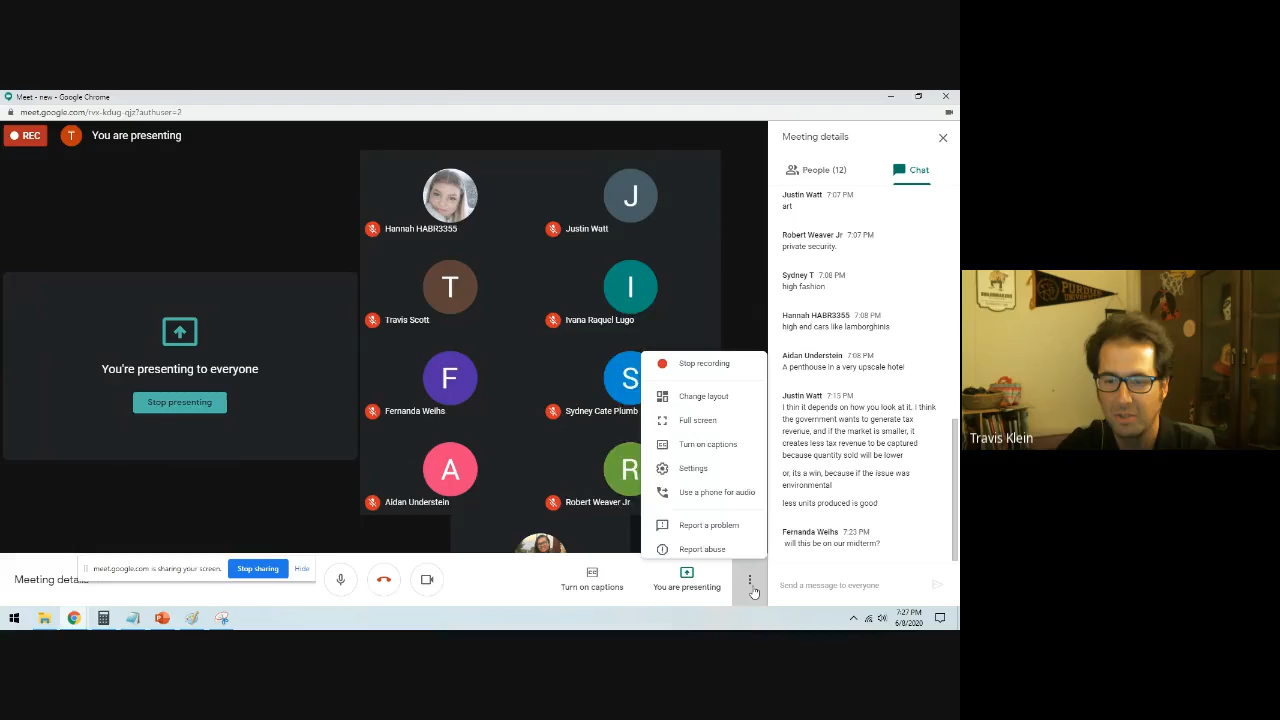 Meet - new - Google Chrome
meet.google.com/rvx-kdug-qjz?authuser=2
REC
T
You are presenting
You're presenting to everyone
Stop presenting
Hannah HABR3355
J
Justin Watt
T
Travis Scott
I
Ivana Raquel Lugo
F
Fernanda Weihs
S
Sydney Cate Plumb
A
Aidan Understein
R
Robert Weaver Jr
Stop recording
Change layout
Full screen
Turn on captions
Settings
Use a phone for audio
Report a problem
Report abuse
Meeting details
People (12)
Chat
Justin Watt 7:07 PM
art
Robert Weaver Jr 7:07 PM
private security.
Sydney T 7:08 PM
high fashion
Hannah HABR3355 7:08 PM
high end cars like lamborghinis
Aidan Understein 7:08 PM
A penthouse in a very upscale hotel
Justin Watt 7:15 PM
I thin it depends on how you look at it. I think
the government wants to generate tax
revenue, and if the market is smaller, it
creates less tax revenue to be captured
because quantity sold will be lower
or, its a win, because if the issue was
environmental
less units produced is good
Fernanda Weihs 7:23 PM
will this be on our midterm?
Send a message to everyone
Meeting deta
meet.google.com is sharing your screen.
Stop sharing
Hide
Turn on captions
You are presenting
7:27 PM
6/8/2020
PURDUE
Travis Klein